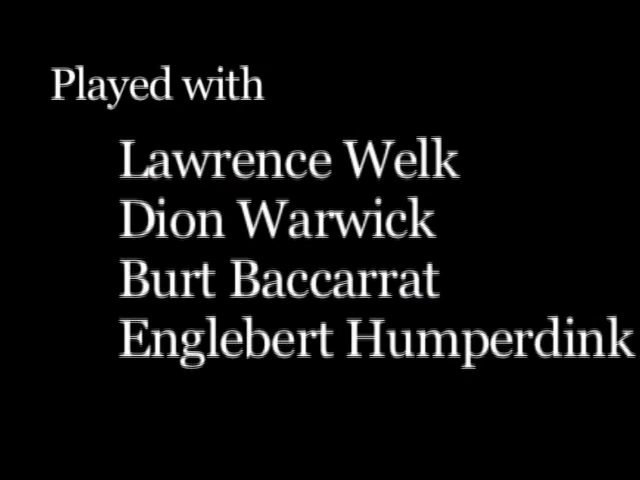 Played with
Lawrence Welk
Dion Warwick
Burt Baccarrat
Englebert Humperdink